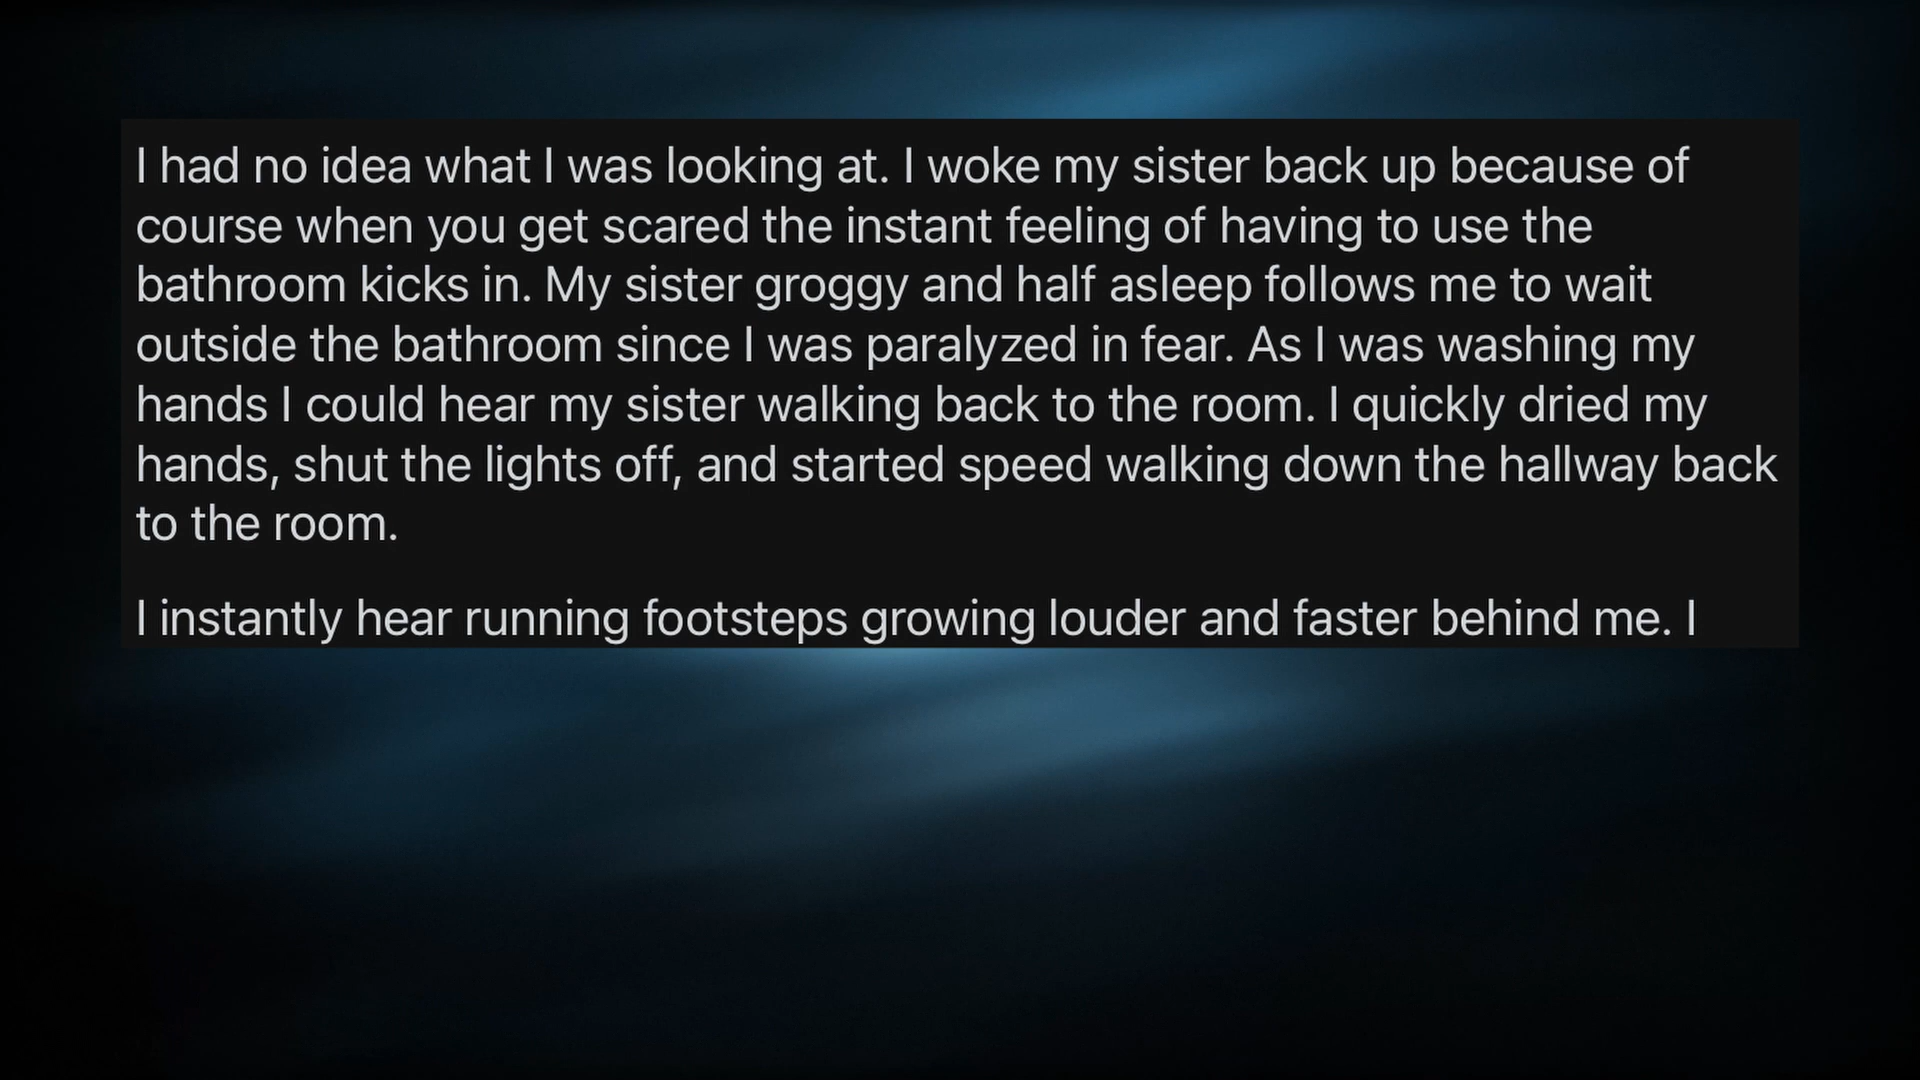 I had no idea what I was looking at. I woke my sister back up because of
course when you get scared the instant feeling of having to use the
bathroom kicks in. My sister groggy and half asleep follows me to wait
outside the bathroom since I was paralyzed in fear. As I was washing my
hands I could hear my sister walking back to the room. I quickly dried my
hands, shut the lights off, and started speed walking down the hallway back
to the room.
I instantly hear running footsteps growing louder and faster behind me. I